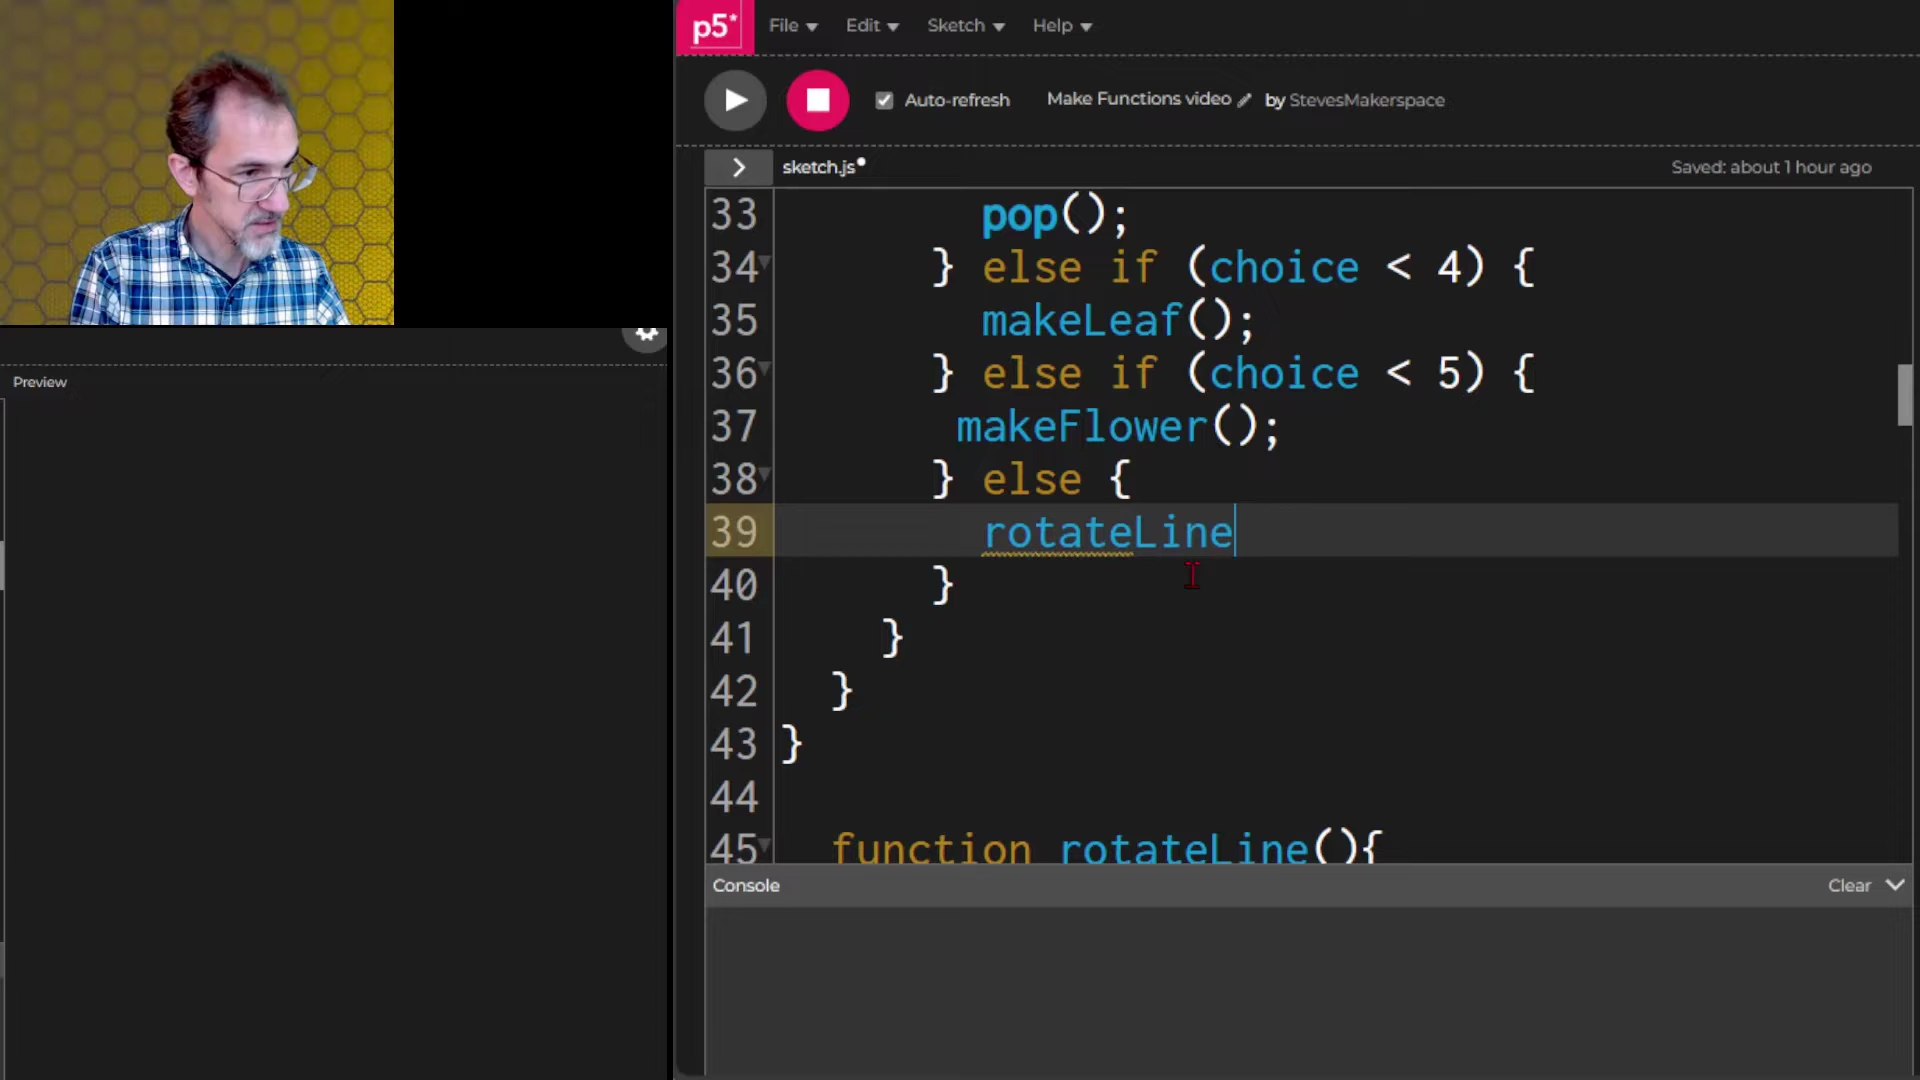 p5* File Edit Sketch Help
Auto-refresh Make Functions video by StevesMakerspace
> sketch.js Saved: about 1 hour ago
Preview
33 pop();
34 } else if (choice < 4) {
35 makeLeaf();
36 } else if (choice < 5) {
37 makeFlower();
38 } else {
39 rotateLine
40 }
41 }
42 }
43 }
44
45 function rotateLine(){
Console Clear